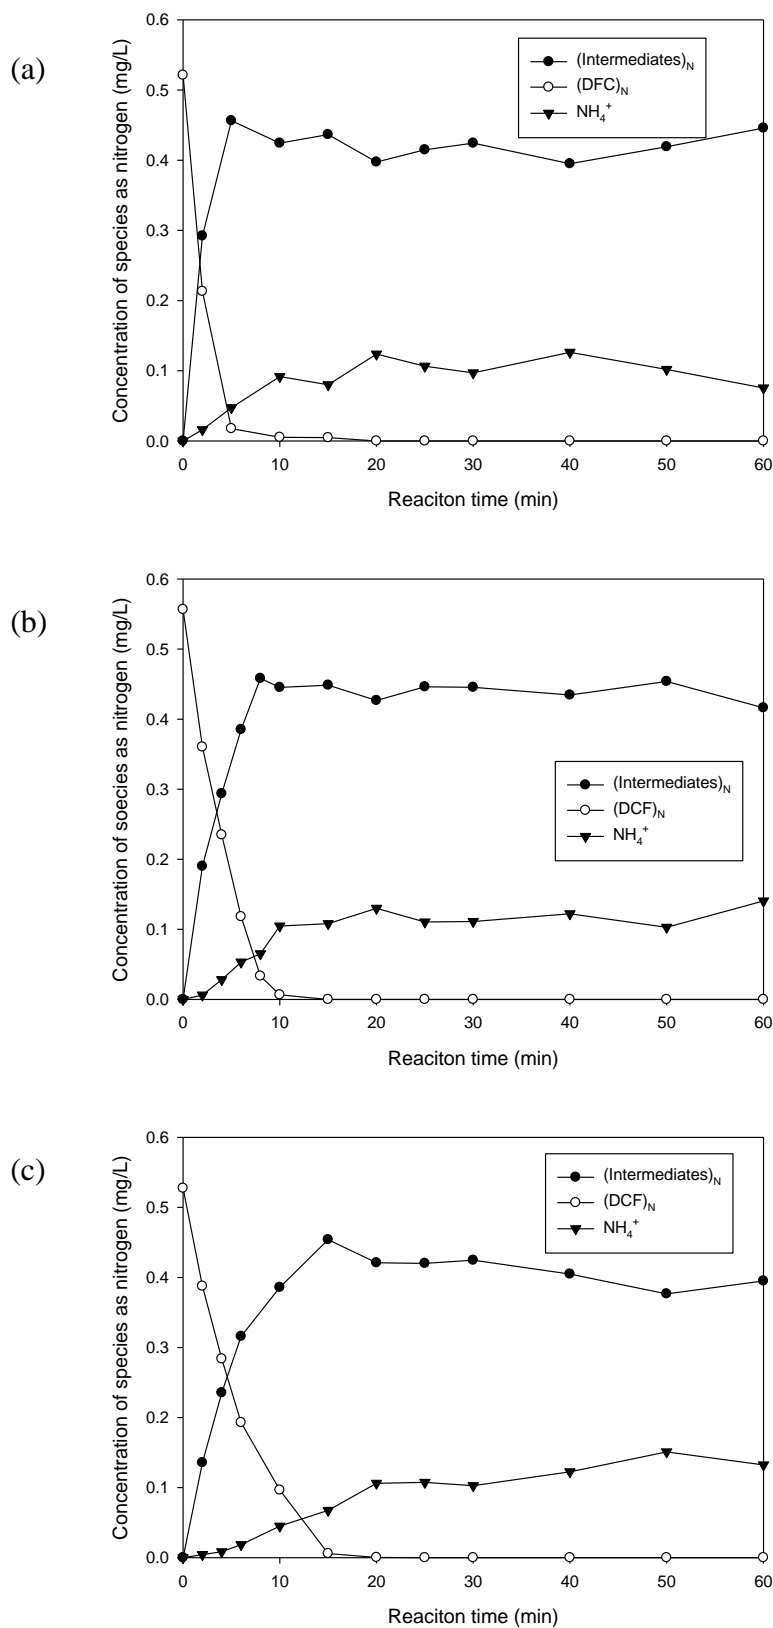 (a)
Concentration of species as nitrogen (mg/L)
0.6
0.5
0.4
0.3
0.2
0.1
0.0
(Intermediates)N
(DFC)N
NH4+
0 10 20 30 40 50 60
Reaciton time (min)
(b)
Concentration of soecies as nitrogen (mg/L)
0.6
0.5
0.4
0.3
0.2
0.1
0.0
(Intermediates)N
(DCF)N
NH4+
0 10 20 30 40 50 60
Reaciton time (min)
(c)
Concentration of species as nitrogen (mg/L)
0.6
0.5
0.4
0.3
0.2
0.1
0.0
(Intermediates)N
(DCF)N
NH4+
0 10 20 30 40 50 60
Reaciton time (min)